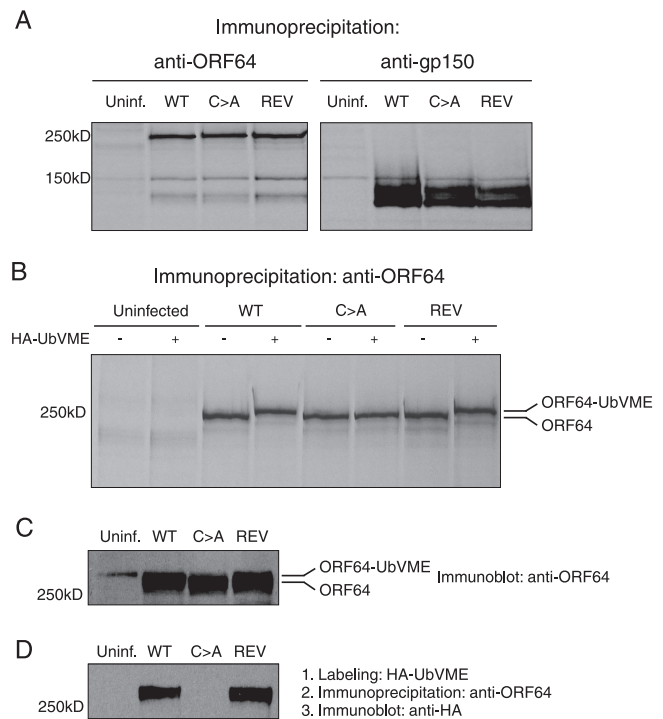 A
Immunoprecipitation:
anti-ORF64 anti-gp150
Uninf. WT C>A REV Uninf. WT C>A REV
250kD
150kD
B
Immunoprecipitation: anti-ORF64
Uninfected WT C>A REV
HA-UbVME - + - + - + - +
250kD
ORF64-UbVME
ORF64
C
Uninf. WT C>A REV
250kD
ORF64-UbVME
ORF64
Immunoblot: anti-ORF64
D
Uninf. WT C>A REV
250kD
1. Labeling: HA-UbVME
2. Immunoprecipitation: anti-ORF64
3. Immunoblot: anti-HA